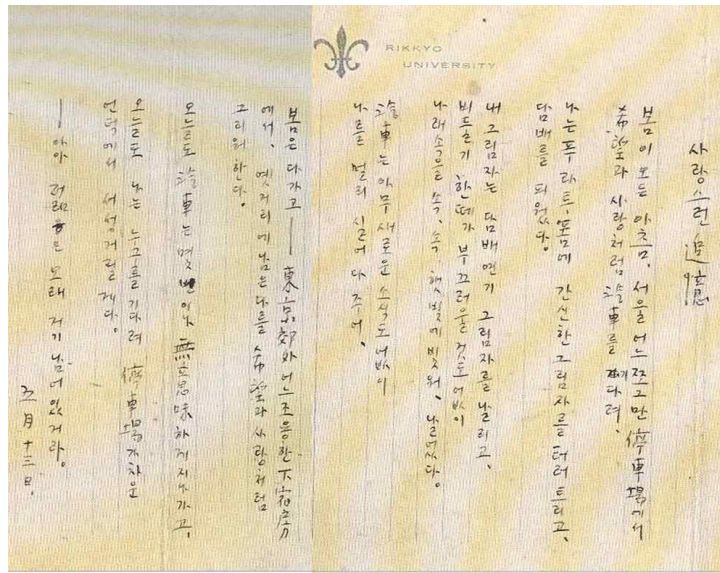 RIKKYO
UNIVERSITY
사랑스런 追憶
봄이 오든 아츰, 서울 어느 쪼그만 停車場에서
希望과 사랑처럼 汽車를 기다려,
나는 푸라트·폼에 간신한 그림자를 터러트리고,
담배를 피웠다.
내 그림자는 담배연기 그림자를 날리고,
비둘기 한떼가 부끄러울 것도 없이
나래속을 속, 속 햇빛에 빛워, 날었다.
汽車는 아무 새로운 소식도 없이
나를 멀리 실어다 주어,
봄은 다가고——東京郊外 어느 조용한 下宿房
에서, 옛거리에 남은 나를 希望과 사랑처럼
그리워한다.
오늘도 汽車는 몇번이나 無意味하게 지나가고,
오늘도 나는 누구를 기다려 停車場 가차운
언덕에서 서성거릴게다.
——아아 젊음은 오래 거기 남어있거라.
五月十三日.